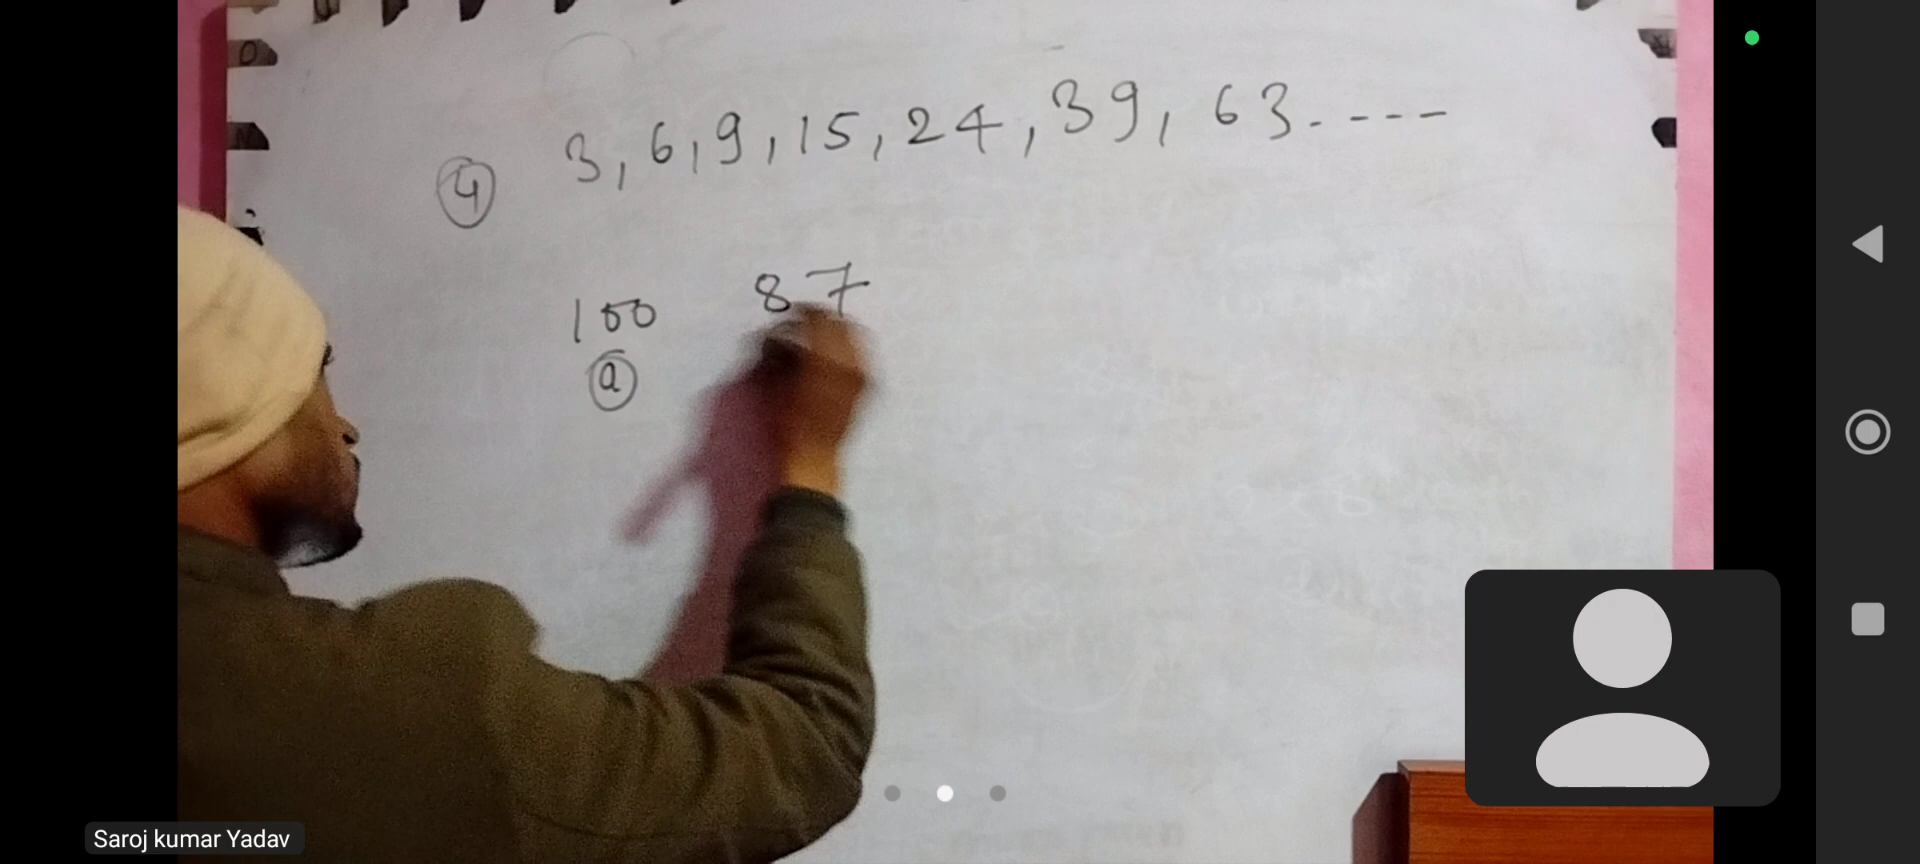 ④ 3, 6, 9, 15, 24, 39, 63.----
100 87
ⓐ
Saroj kumar Yadav